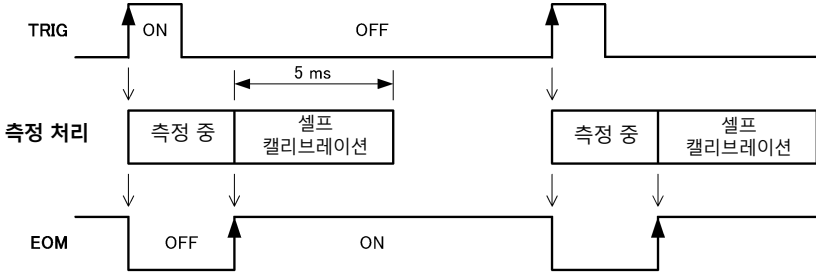 TRIG
ON
OFF
5 ms
측정 처리
측정 중
셀프
캘리브레이션
측정 중
셀프
캘리브레이션
EOM
OFF
ON